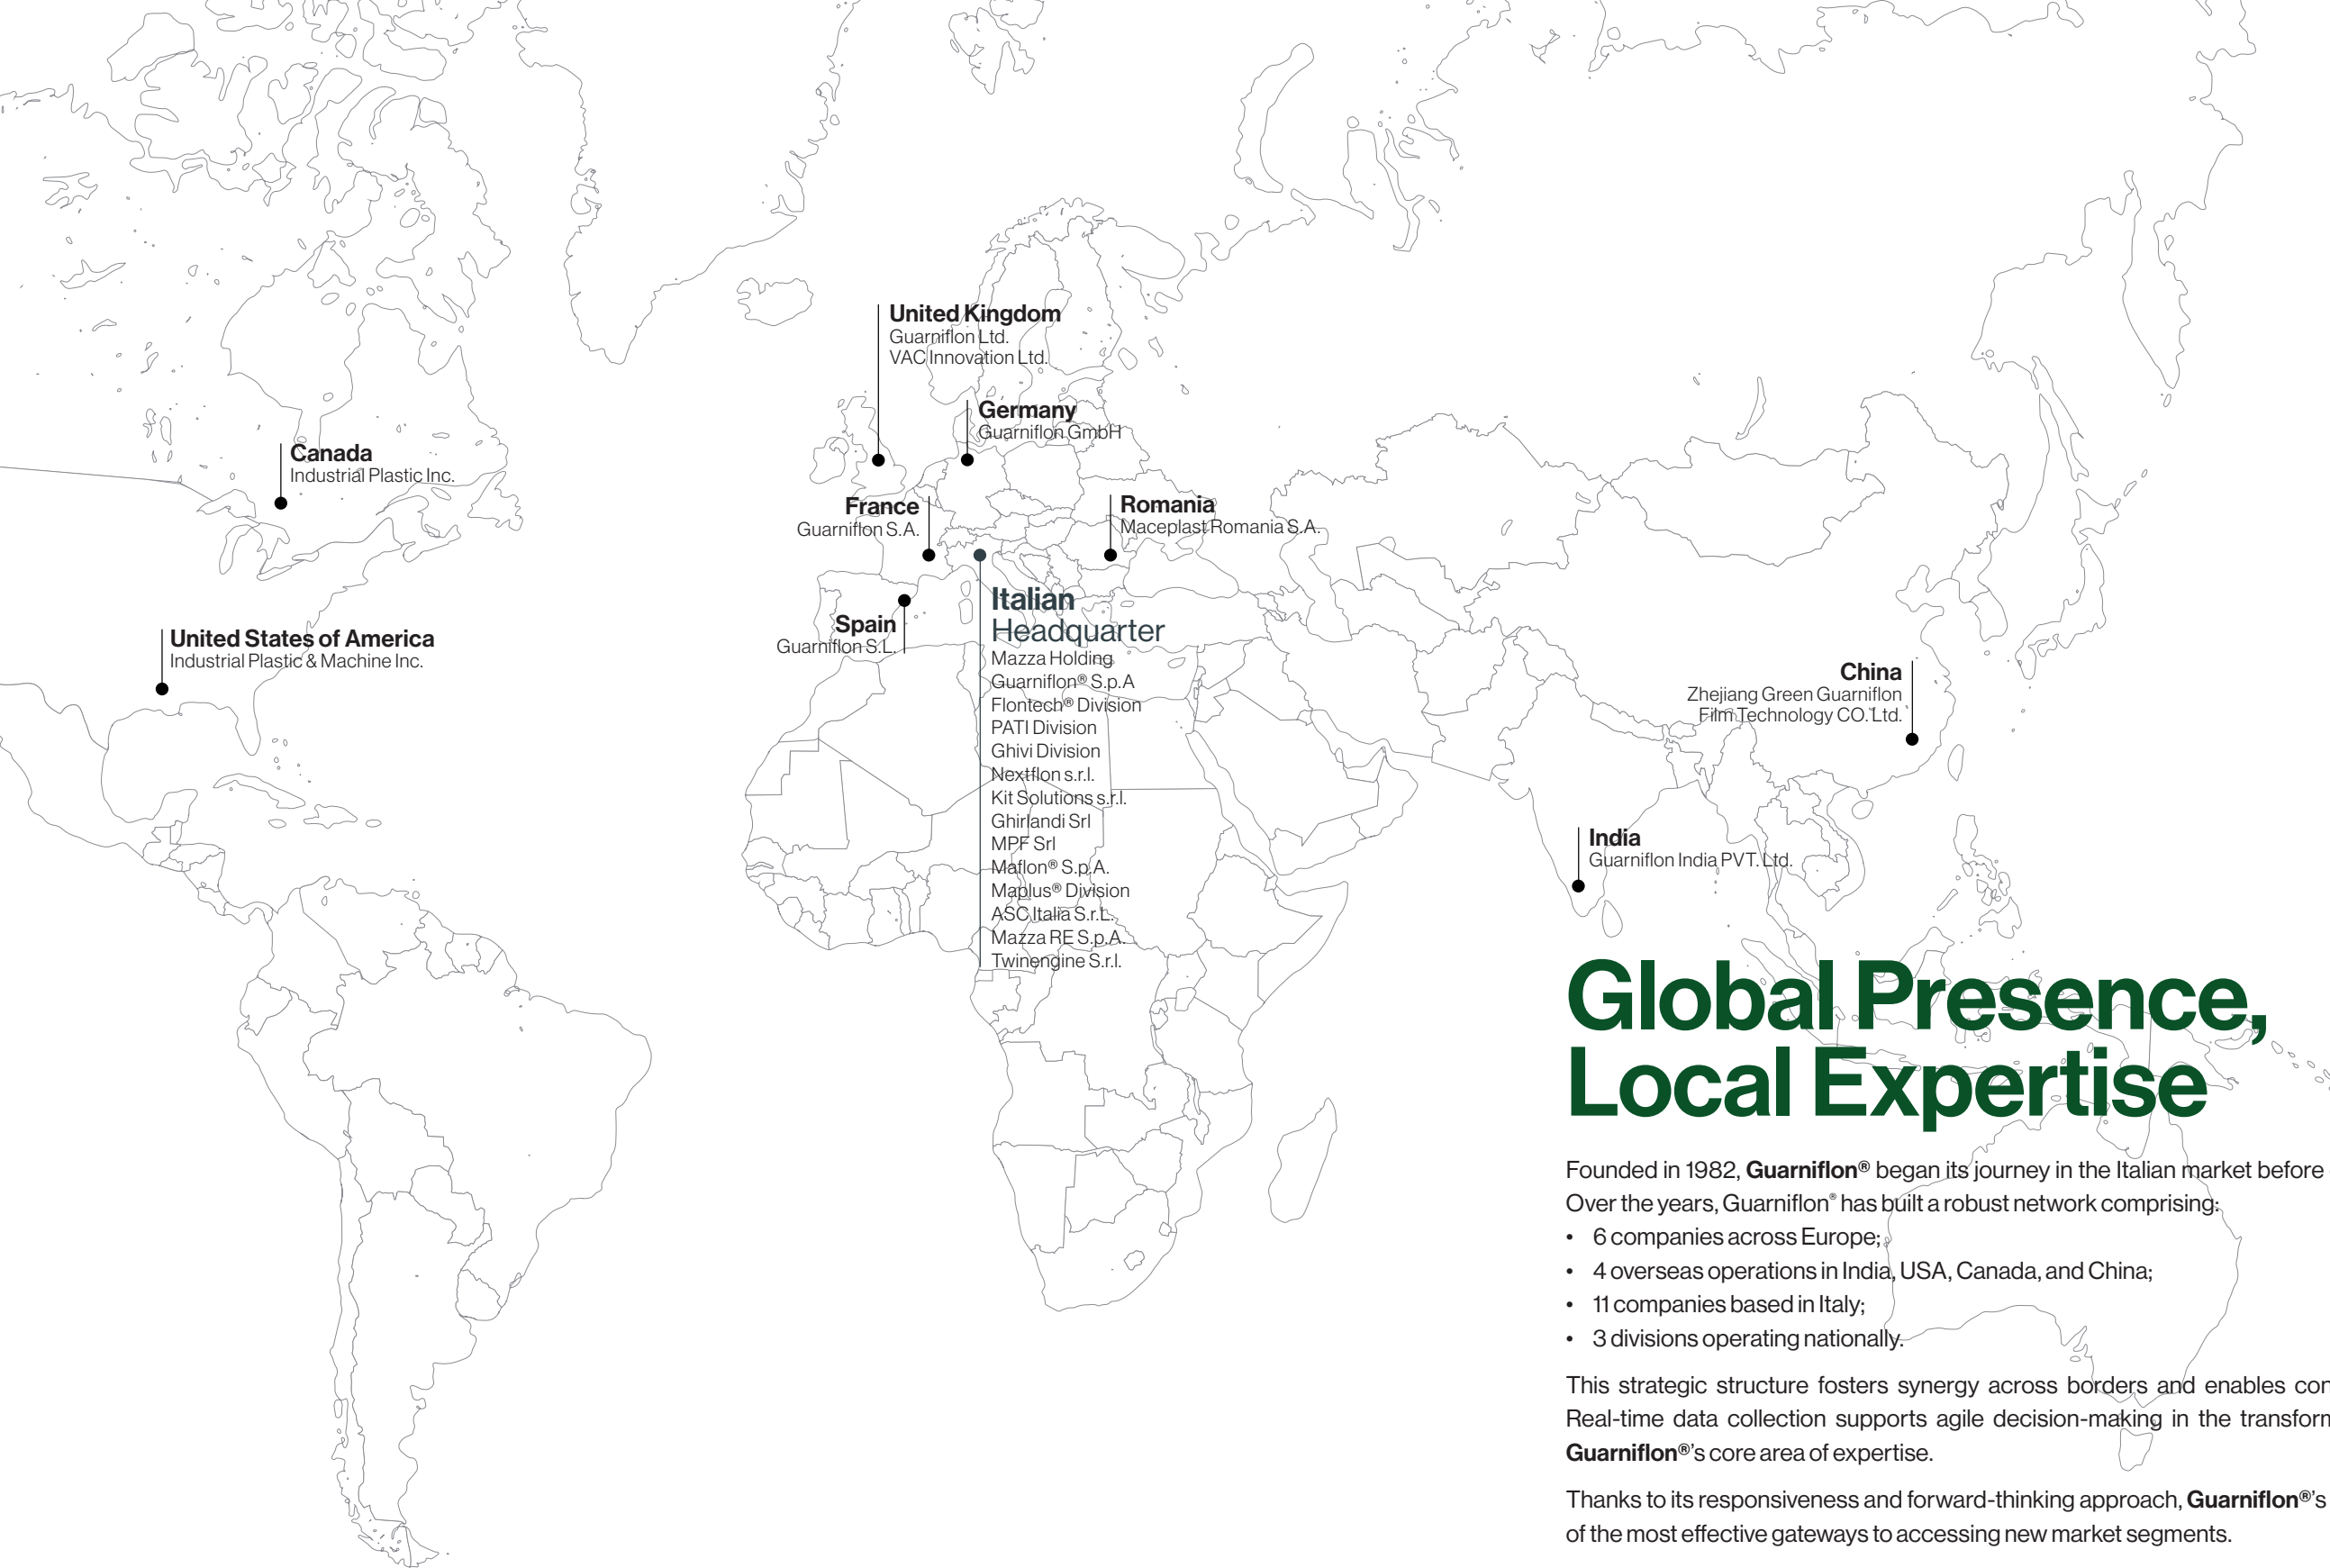 United Kingdom
Guarniflon Ltd.
VAC Innovation Ltd.
Germany
Guarniflon GmbH
Canada
Industrial Plastic Inc.
France
Guarniflon S.A.
Romania
Maceplast Romania S.A.
Spain
Guarniflon S.L.
United States of America
Industrial Plastic & Machine Inc.
Italian
Headquarter
Mazza Holding
Guarniflon® S.p.A
Flontech® Division
PATI Division
Ghivi Division
Nextflon s.r.l.
Kit Solutions s.r.l.
Ghirlandi Srl
MPF Srl
Maflon® S.p.A.
Maplus® Division
ASC Italia S.r.L.
Mazza RE S.p.A.
Twinengine S.r.l.
China
Zhejiang Green Guarniflon
Film Technology CO. Ltd.
India
Guarniflon India PVT. Ltd.
Global Presence,
Local Expertise
Founded in 1982, Guarniflon® began its journey in the Italian market before
Over the years, Guarniflon® has built a robust network comprising:
• 6 companies across Europe;
• 4 overseas operations in India, USA, Canada, and China;
• 11 companies based in Italy;
• 3 divisions operating nationally.
This strategic structure fosters synergy across borders and enables
Real-time data collection supports agile decision-making in the
Guarniflon®'s core area of expertise.
Thanks to its responsiveness and forward-thinking approach, Guarniflon®'s
of the most effective gateways to accessing new market segments.